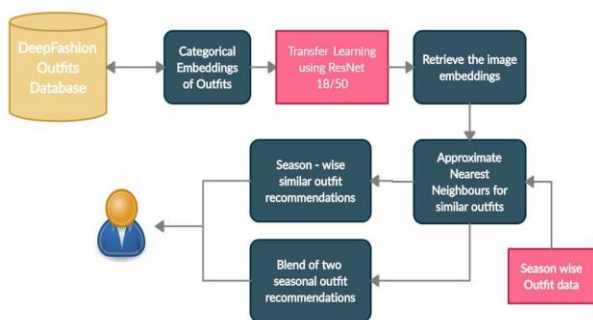 DeepFashion
Outfits
Database
Categorical
Embeddings
of Outfits
Transfer Learning
using ResNet
18/50
Retrieve the image
embeddings
Season - wise
similar outfit
recommendations
Approximate
Nearest
Neighbours for
similar outfits
Blend of two
seasonal outfit
recommendations
Season wise
Outfit data